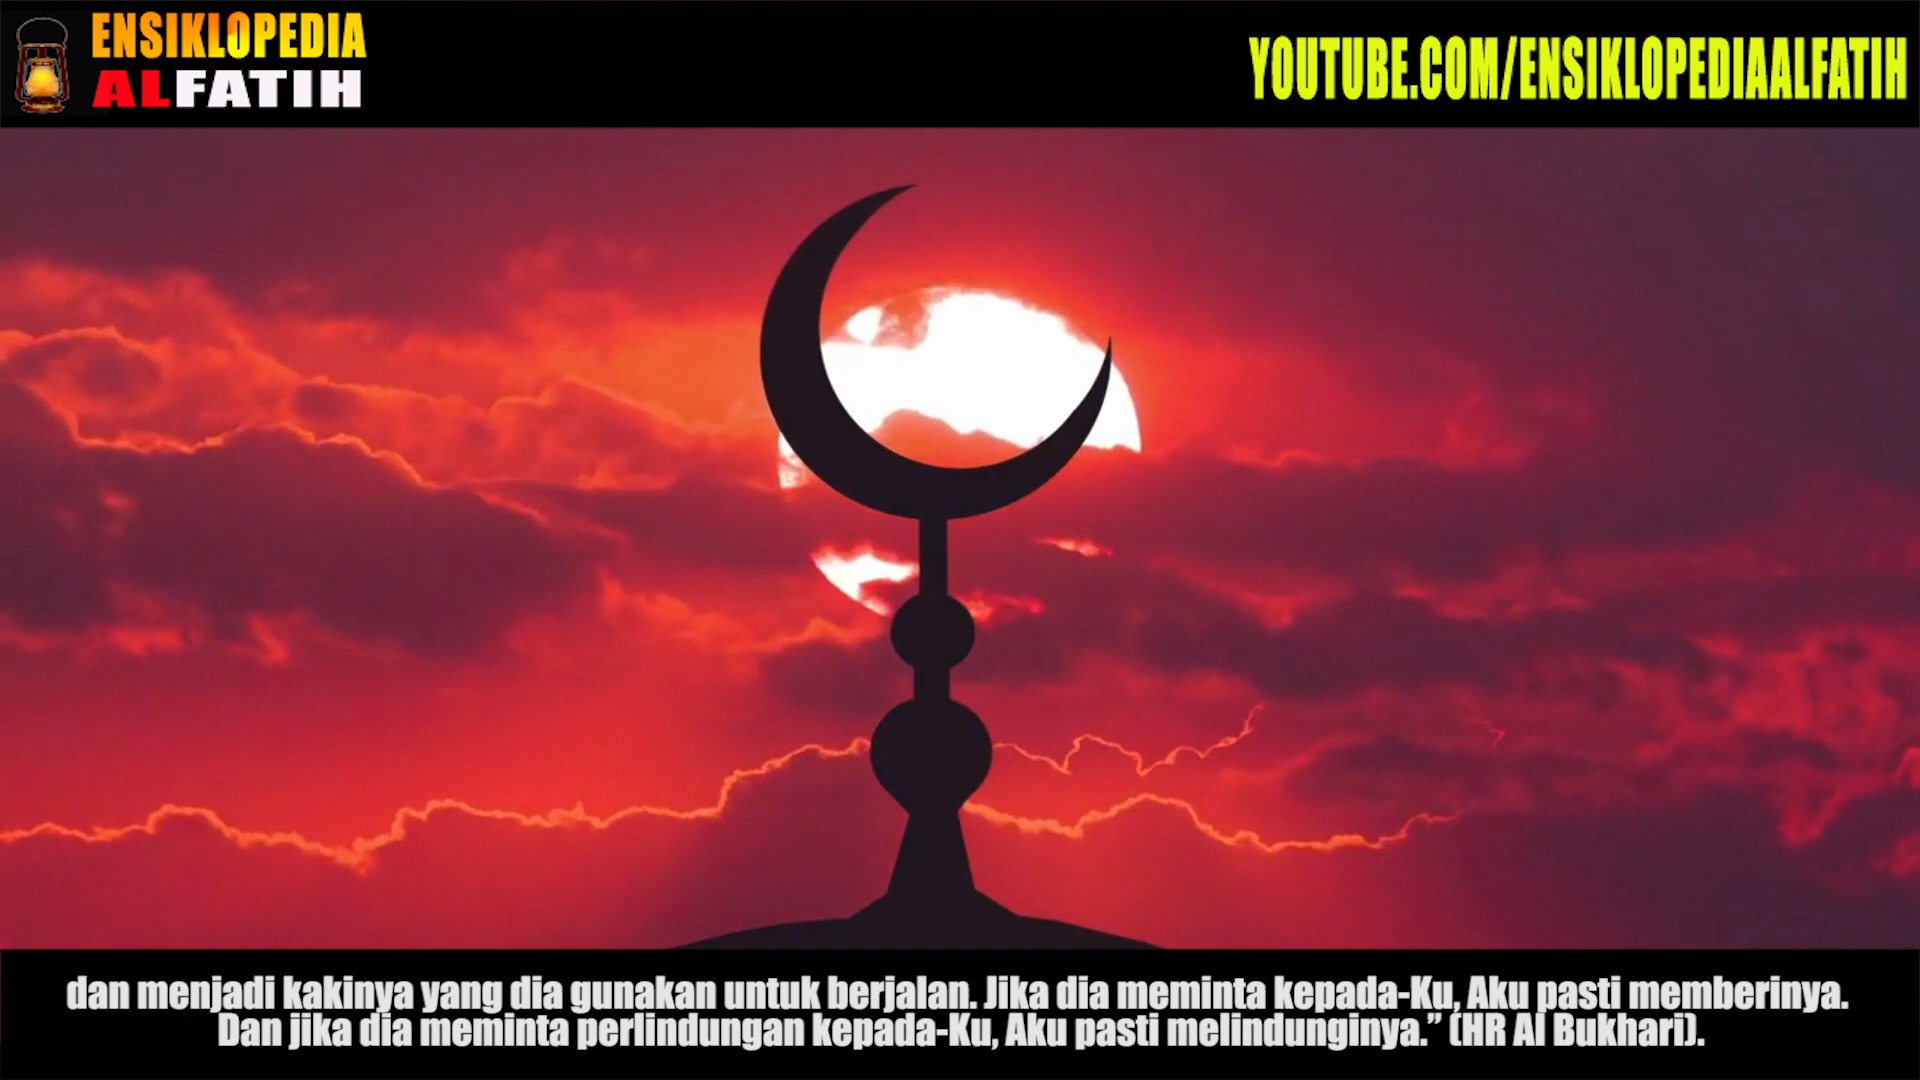 ENSIKLOPEDIA
ALFATIH
YOUTUBE.COM/ENSIKLOPEDIAALFATIH
dan menjadi kakinya yang dia gunakan untuk berjalan. Jika dia meminta kepada-Ku, Aku pasti memberinya.
Dan jika dia meminta perlindungan kepada-Ku, Aku pasti melindunginya.” (HR Al Bukhari).